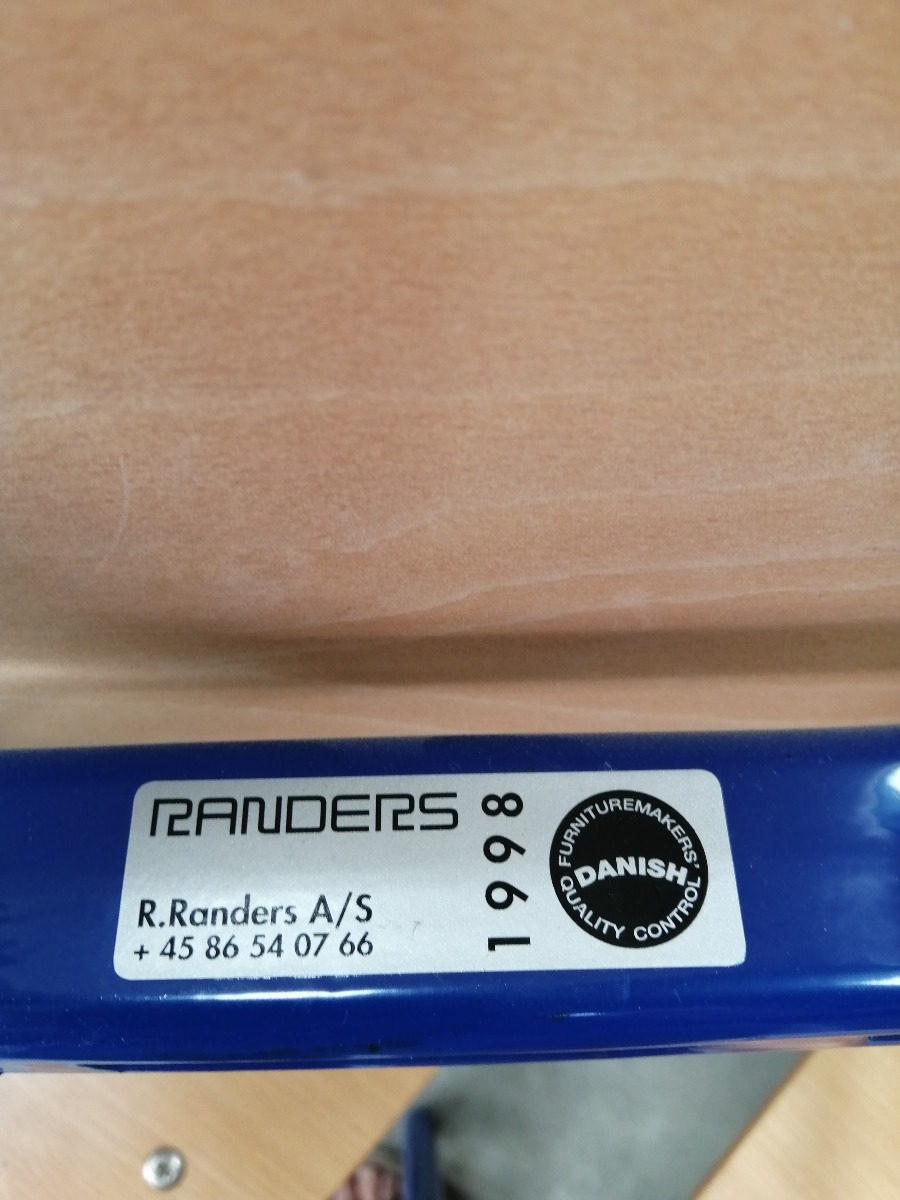 RANDERS
R.Randers A/S
+ 45 86 54 07 66
1998
FURNITUREMAKERS'
DANISH
QUALITY CONTROL